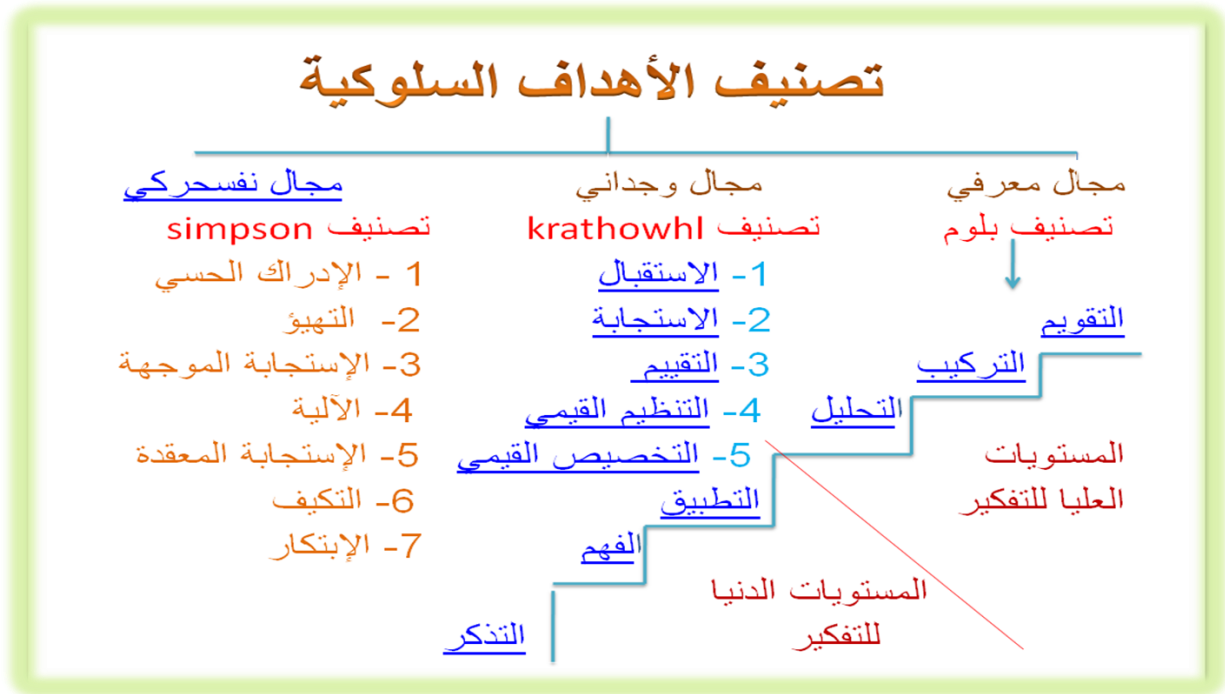 تصنيف الأهداف السلوكية
مجال معرفي
تصنيف بلوم
التقويم
التركيب
التحليل
التطبيق
الفهم
التذكر
المستويات
العليا للتفكير
المستويات الدنيا
للتفكير
مجال وجداني
تصنيف krathowhl
1- الاستقبال
2- الاستجابة
3- التقييم
4- التنظيم القيمي
5- التخصيص القيمي
مجال نفسحركي
تصنيف simpson
1 - الإدراك الحسي
2- التهيؤ
3- الإستجابة الموجهة
4- الآلية
5- الإستجابة المعقدة
6- التكيف
7- الإبتكار